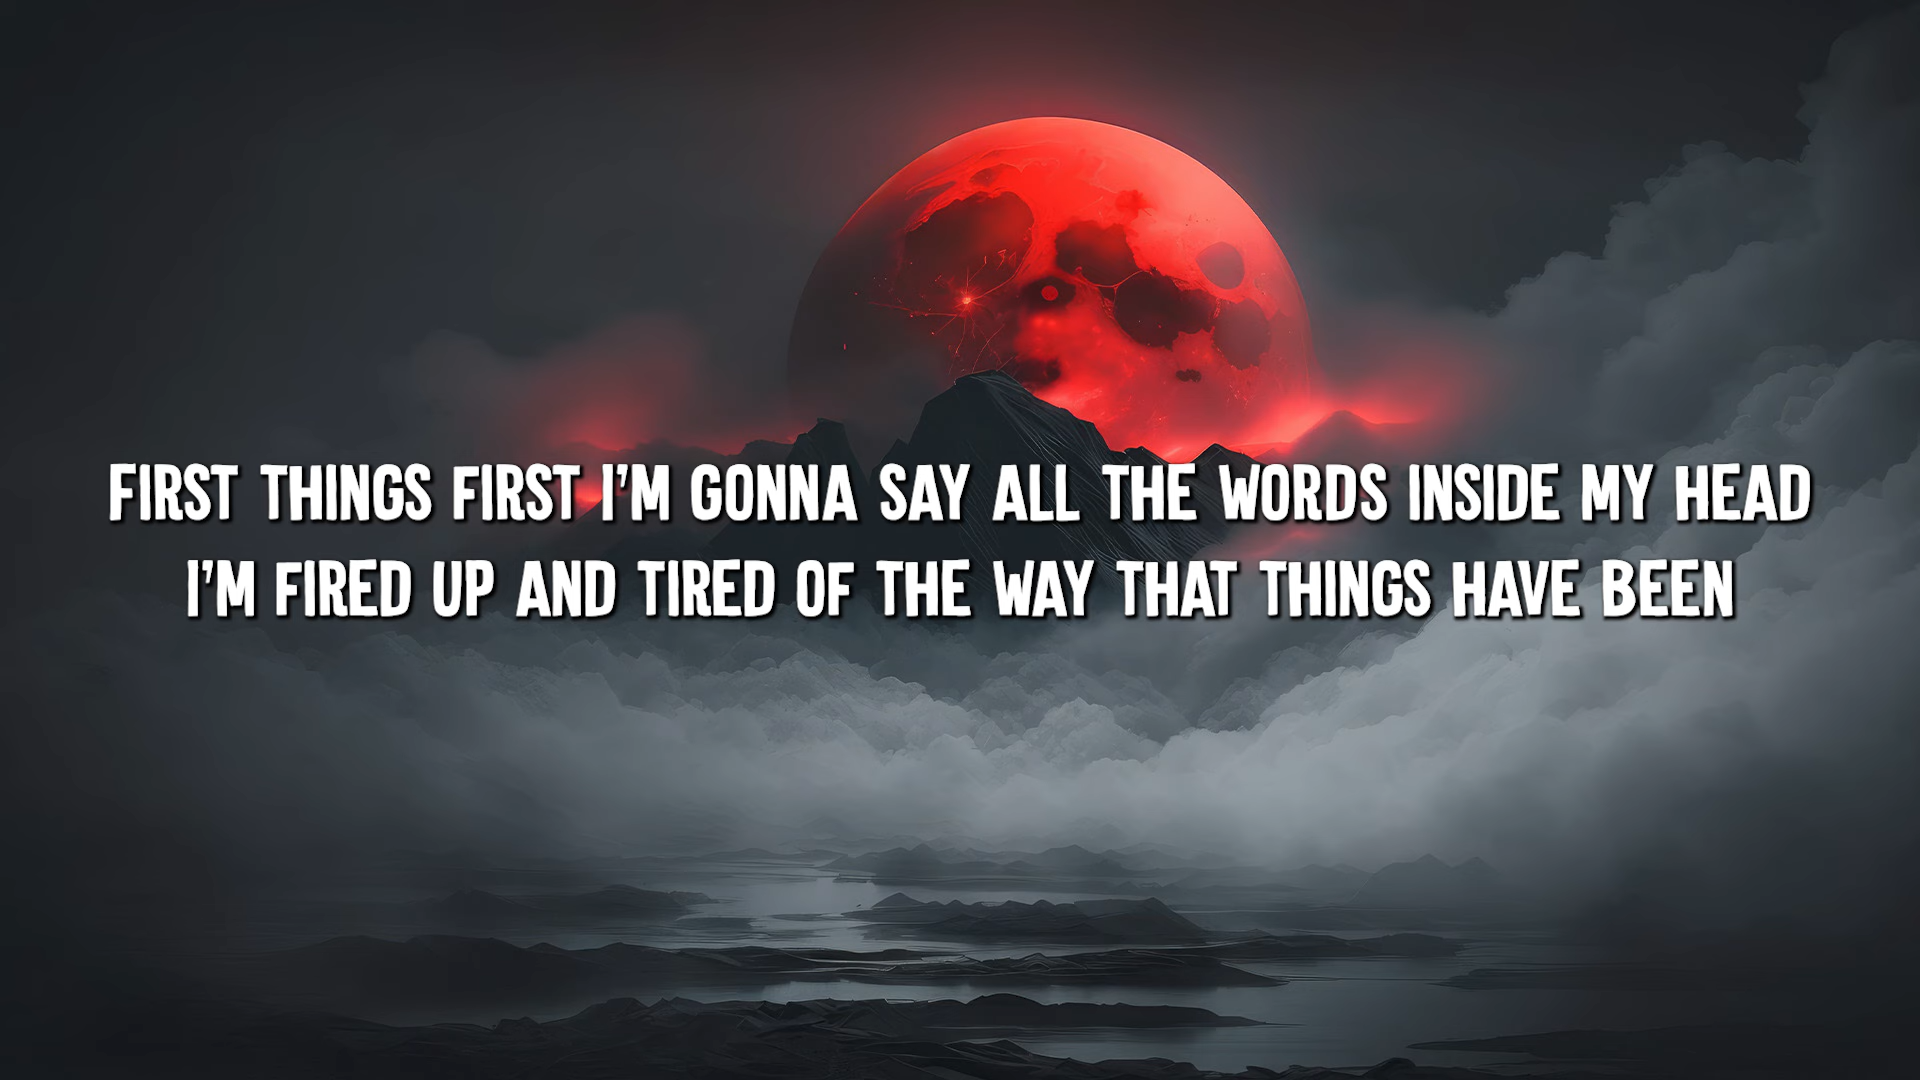 FIRST THINGS FIRST I'M GONNA SAY ALL THE WORDS INSIDE MY HEAD
I'M FIRED UP AND TIRED OF THE WAY THAT THINGS HAVE BEEN